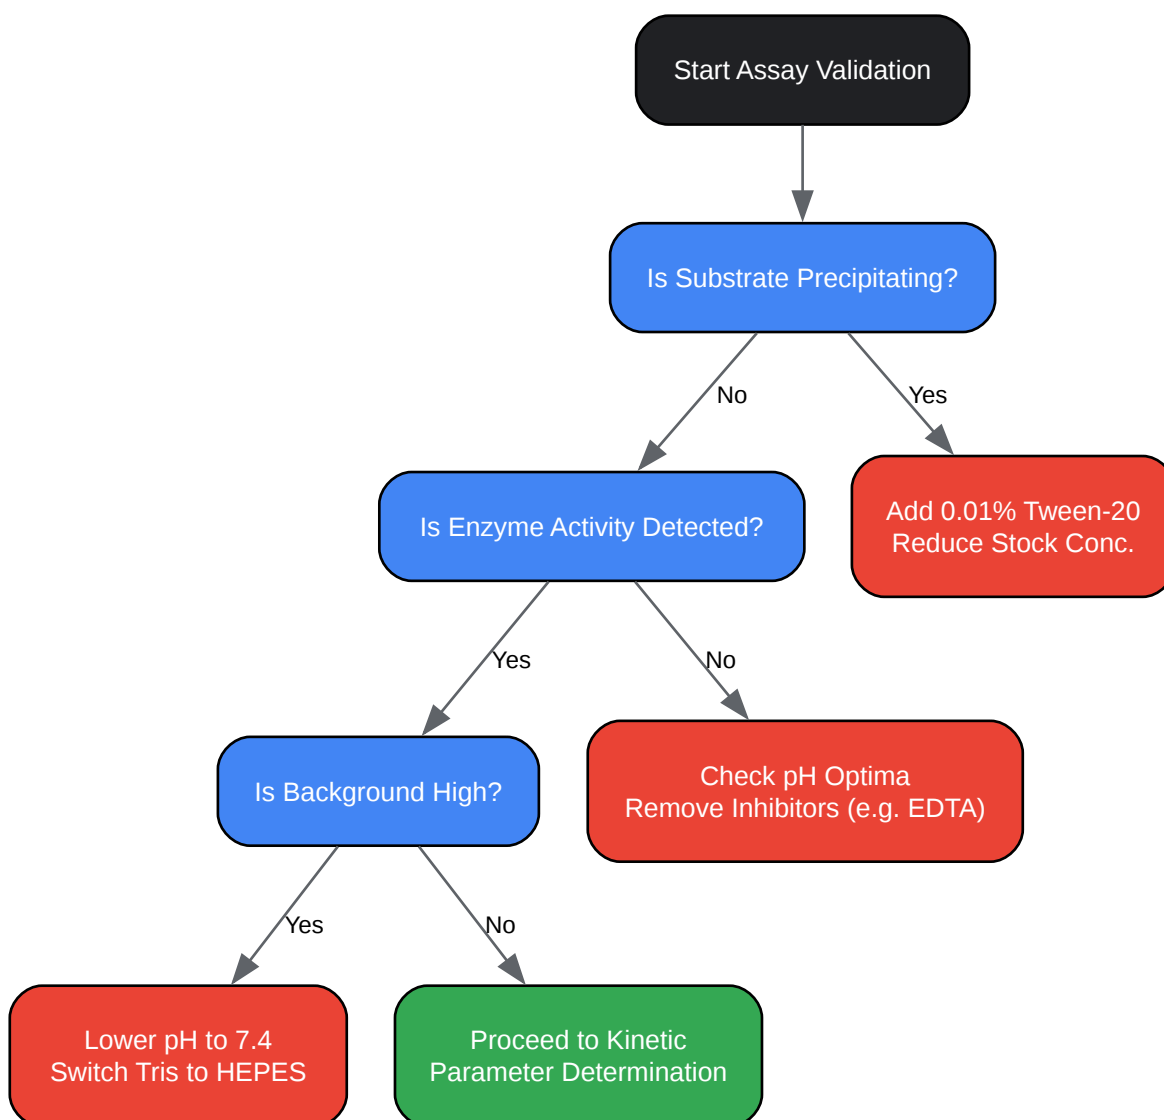 Start Assay Validation
Is Substrate Precipitating?
No
Yes
Is Enzyme Activity Detected?
Add 0.01% Tween-20
Reduce Stock Conc.
Yes
No
Is Background High?
Check pH Optima
Remove Inhibitors (e.g. EDTA)
Yes
No
Lower pH to 7.4
Switch Tris to HEPES
Proceed to Kinetic
Parameter Determination